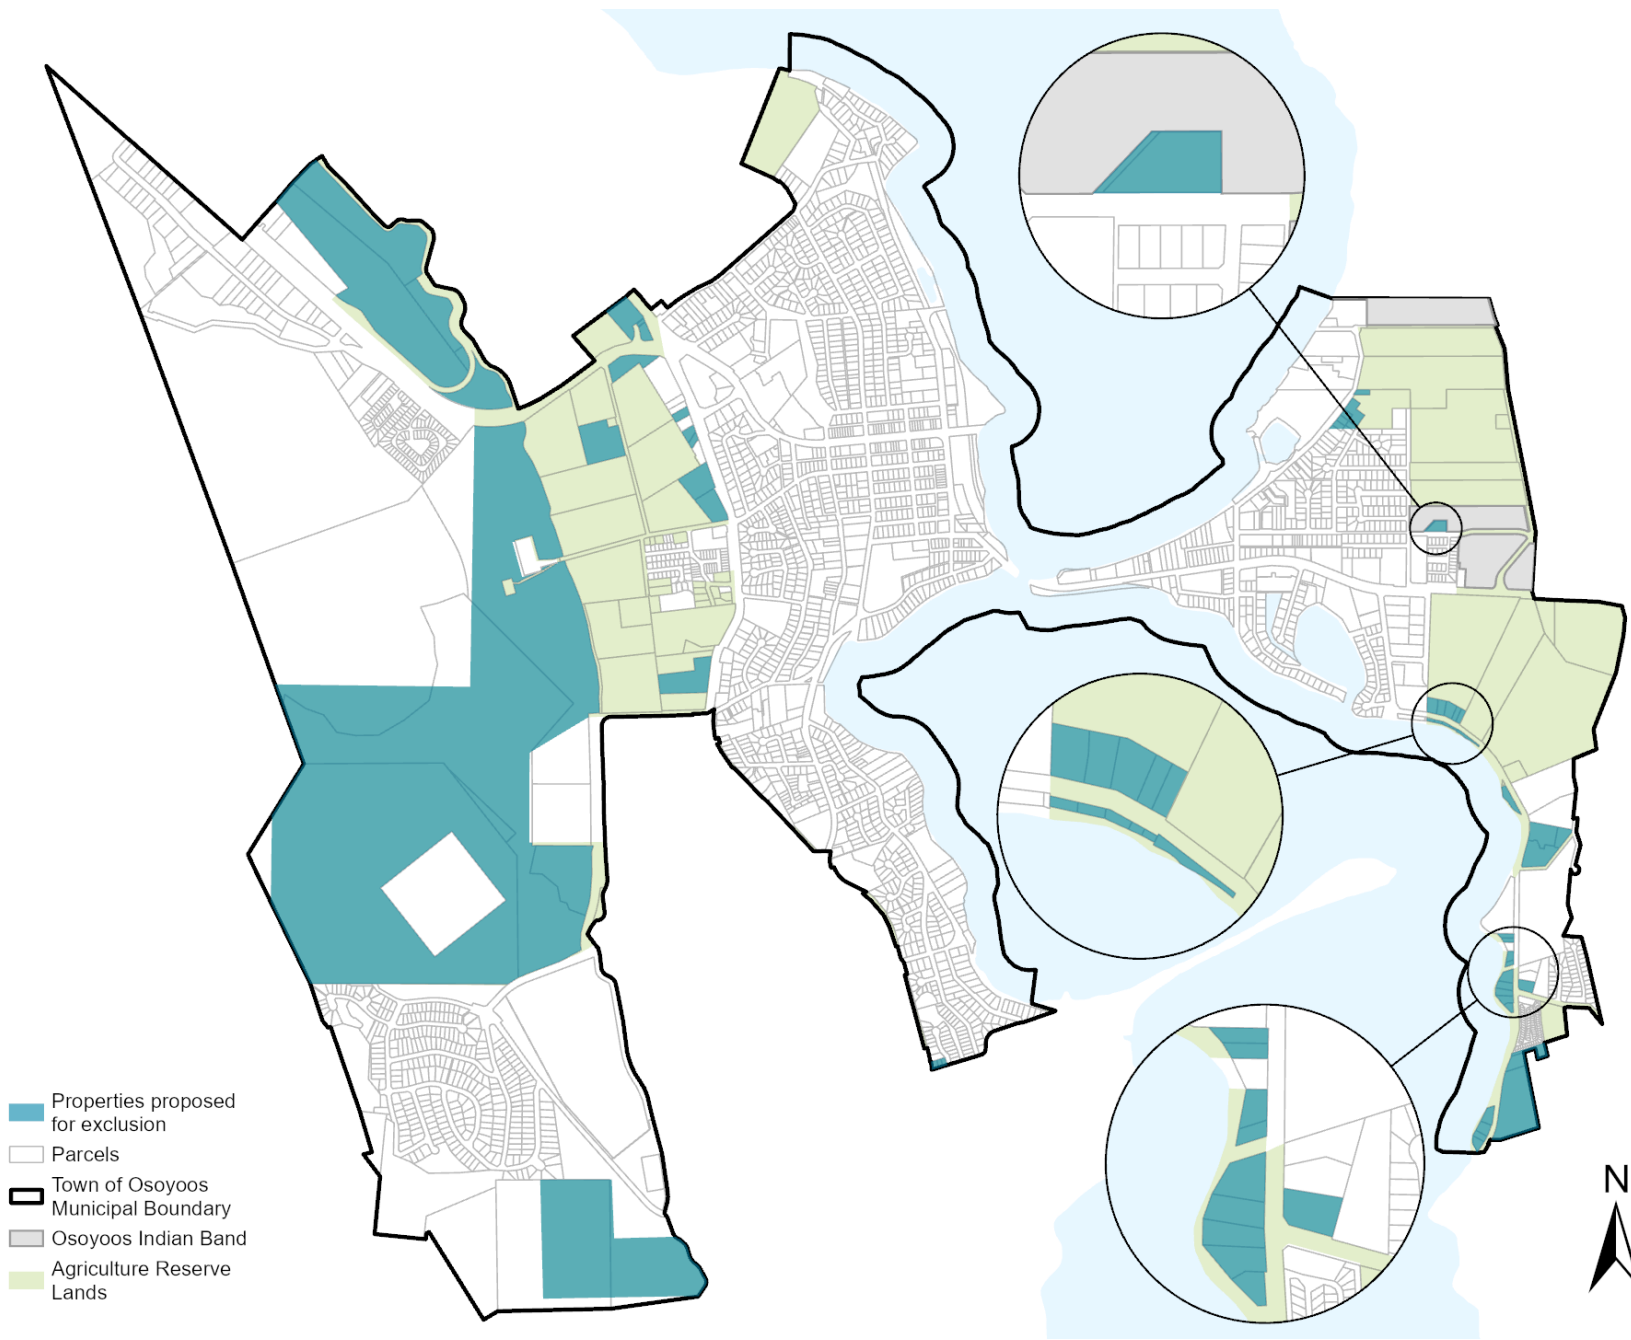 Properties proposed
for exclusion
Parcels
Town of Osoyoos
Municipal Boundary
Osoyoos Indian Band
Agriculture Reserve
Lands
N